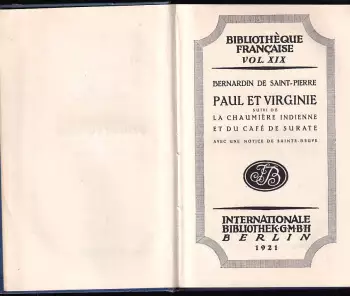 BIBLIOTHÈQUE
FRANÇAISE
VOL. XIX
BERNARDIN DE SAINT-PIERRE
PAUL ET VIRGINIE
SUIVI DE
LA CHAUMIÈRE INDIENNE
ET DU CAFÉ DE SURATE
AVEC UNE NOTICE DE SAINTE-BEUVE
IB
INTERNATIONALE
BIBLIOTHEK·G·M·B·H
BERLIN
1921